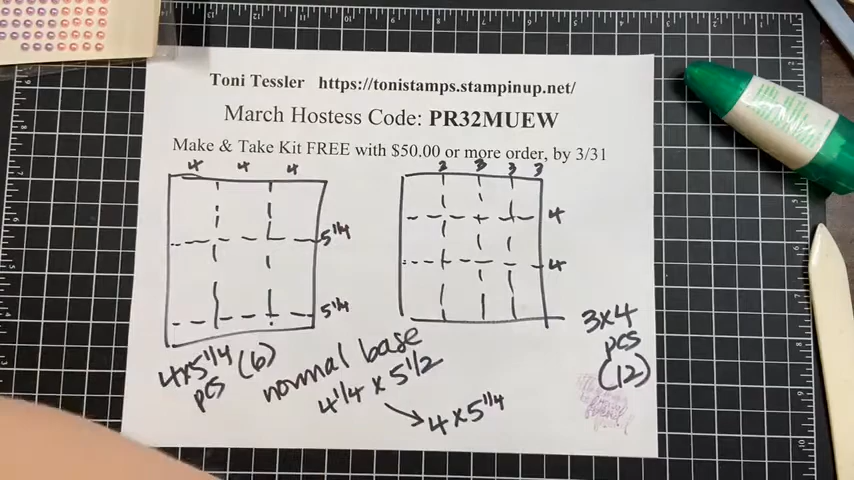 Toni Tessler https://tonistamps.stampinup.net/
March Hostess Code: PR32MUEW
Make & Take Kit FREE with $50.00 or more order, by 3/31
4 4 4
3 3 3 3
5 1/4
4
5 1/4
4
4x5 1/4 (6)
pcs
normal base
4 1/4 x 5 1/2
4 x 5 1/4
3x4
pcs
(12)